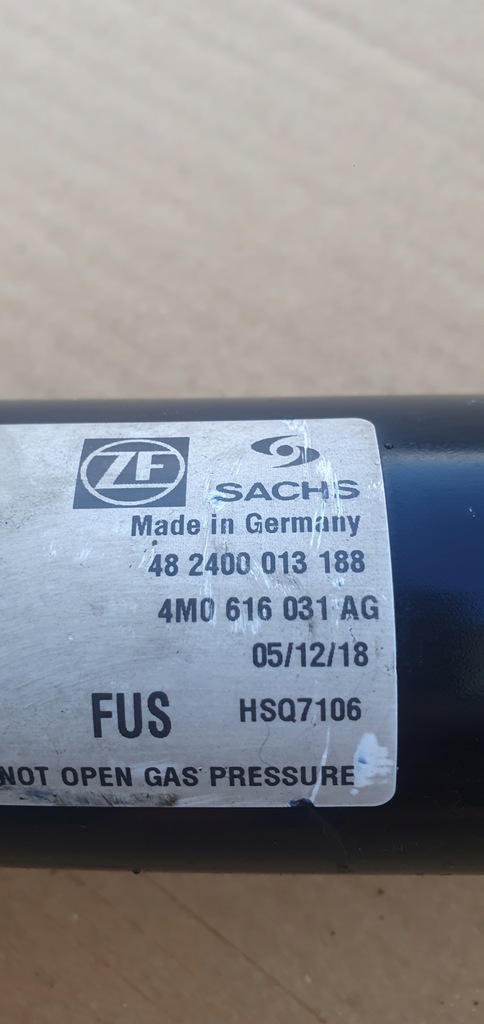 ZF
SACHS
Made in Germany
48 2400 013 188
4M0 616 031 AG
05/12/18
FUS HSQ7106
NOT OPEN GAS PRESSURE